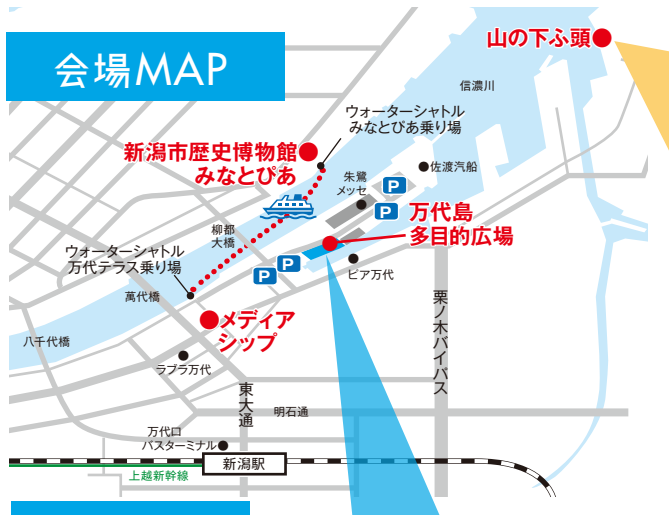 会場MAP
山の下ふ頭
信濃川
ウォーターシャトル
みなとぴあ乗り場
新潟市歴史博物館
みなとぴあ
佐渡汽船
朱鷺
メッセ
P
P
万代島
多目的広場
柳都
大橋
ウォーターシャトル
万代テラス乗り場
P
P
ピア万代
萬代橋
栗ノ木バイパス
メディア
シップ
八千代橋
ラブラ万代
東大通
明石通
万代口
バスターミナル
新潟駅
上越新幹線